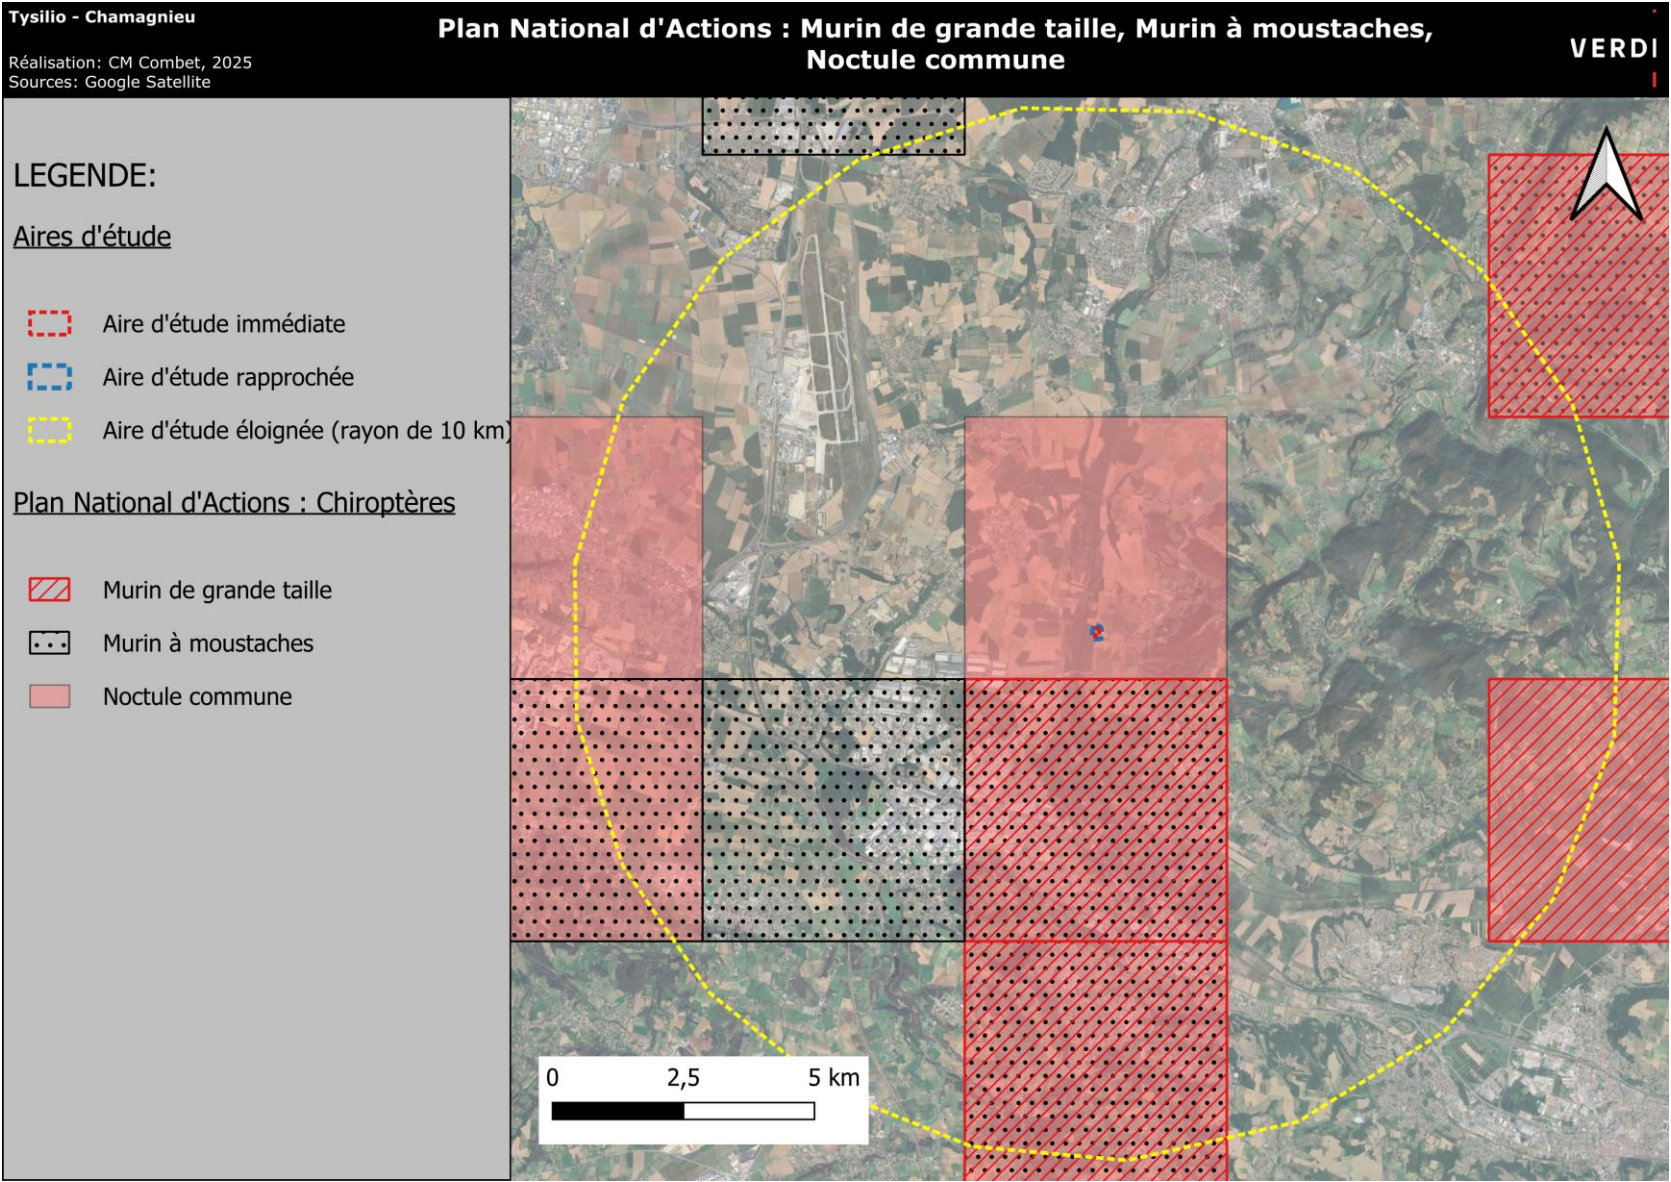 Tysilio - Chamagnieu
Réalisation: CM Combet, 2025
Sources: Google Satellite
Plan National d'Actions : Murin de grande taille, Murin à moustaches,
Noctule commune
VERDI
LEGENDE:
Aires d'étude
Aire d'étude immédiate
Aire d'étude rapprochée
Aire d'étude éloignée (rayon de 10 km)
Plan National d'Actions : Chiroptères
Murin de grande taille
Murin à moustaches
Noctule commune
0 2,5 5 km